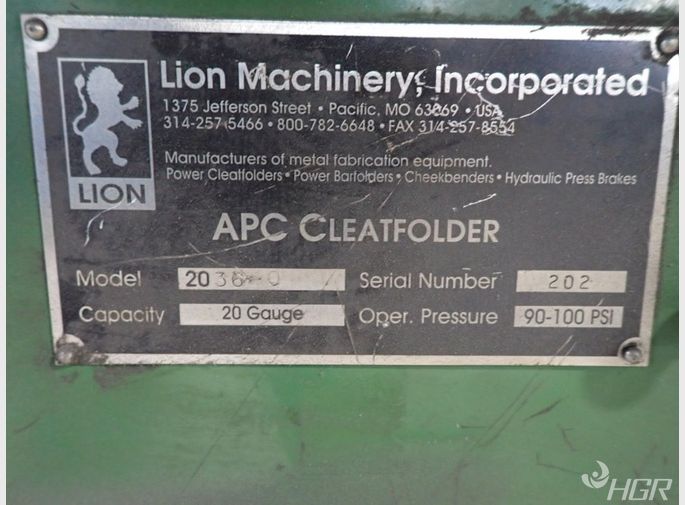 Lion Machinery, Incorporated
1375 Jefferson Street • Pacific, MO 63069 • USA
314-257-5466 • 800-782-6648 • FAX 314-257-8554
LION
Manufacturers of metal fabrication equipment.
Power Cleatfolders • Power Barfolders • Cheekbenders • Hydraulic Press Brakes
APC CLEATFOLDER
Model 2036-0 Serial Number 202
Capacity 20 Gauge Oper. Pressure 90-100 PSI
HGR